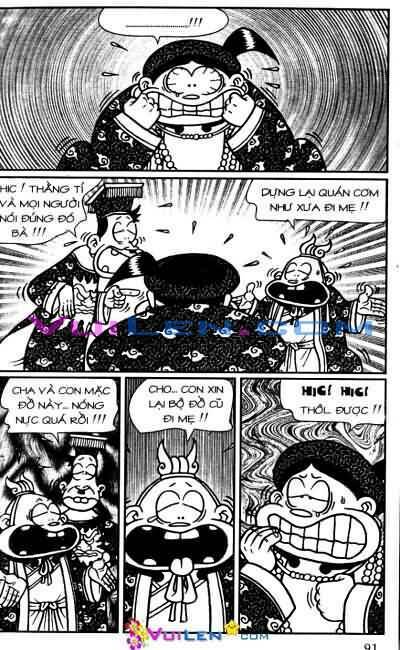 ...................!!!
HIC ! THẰNG TÍ
VÀ MỌI NGƯỜI
NÓI ĐÚNG ĐÓ
BÀ !!!
DỰNG LẠI QUÁN CƠM
NHƯ XƯA ĐI MẸ !!
VUILEN.COM
CHA VÀ CON MẶC
ĐỒ NÀY... NÓNG
NỰC QUÁ RỒI !!!
CHO... CON XIN
LẠI BỘ ĐỒ CŨ
ĐI MẸ !!
HIC! HIC!
THÔI.. ĐƯỢC !!
91
VUILEN.COM